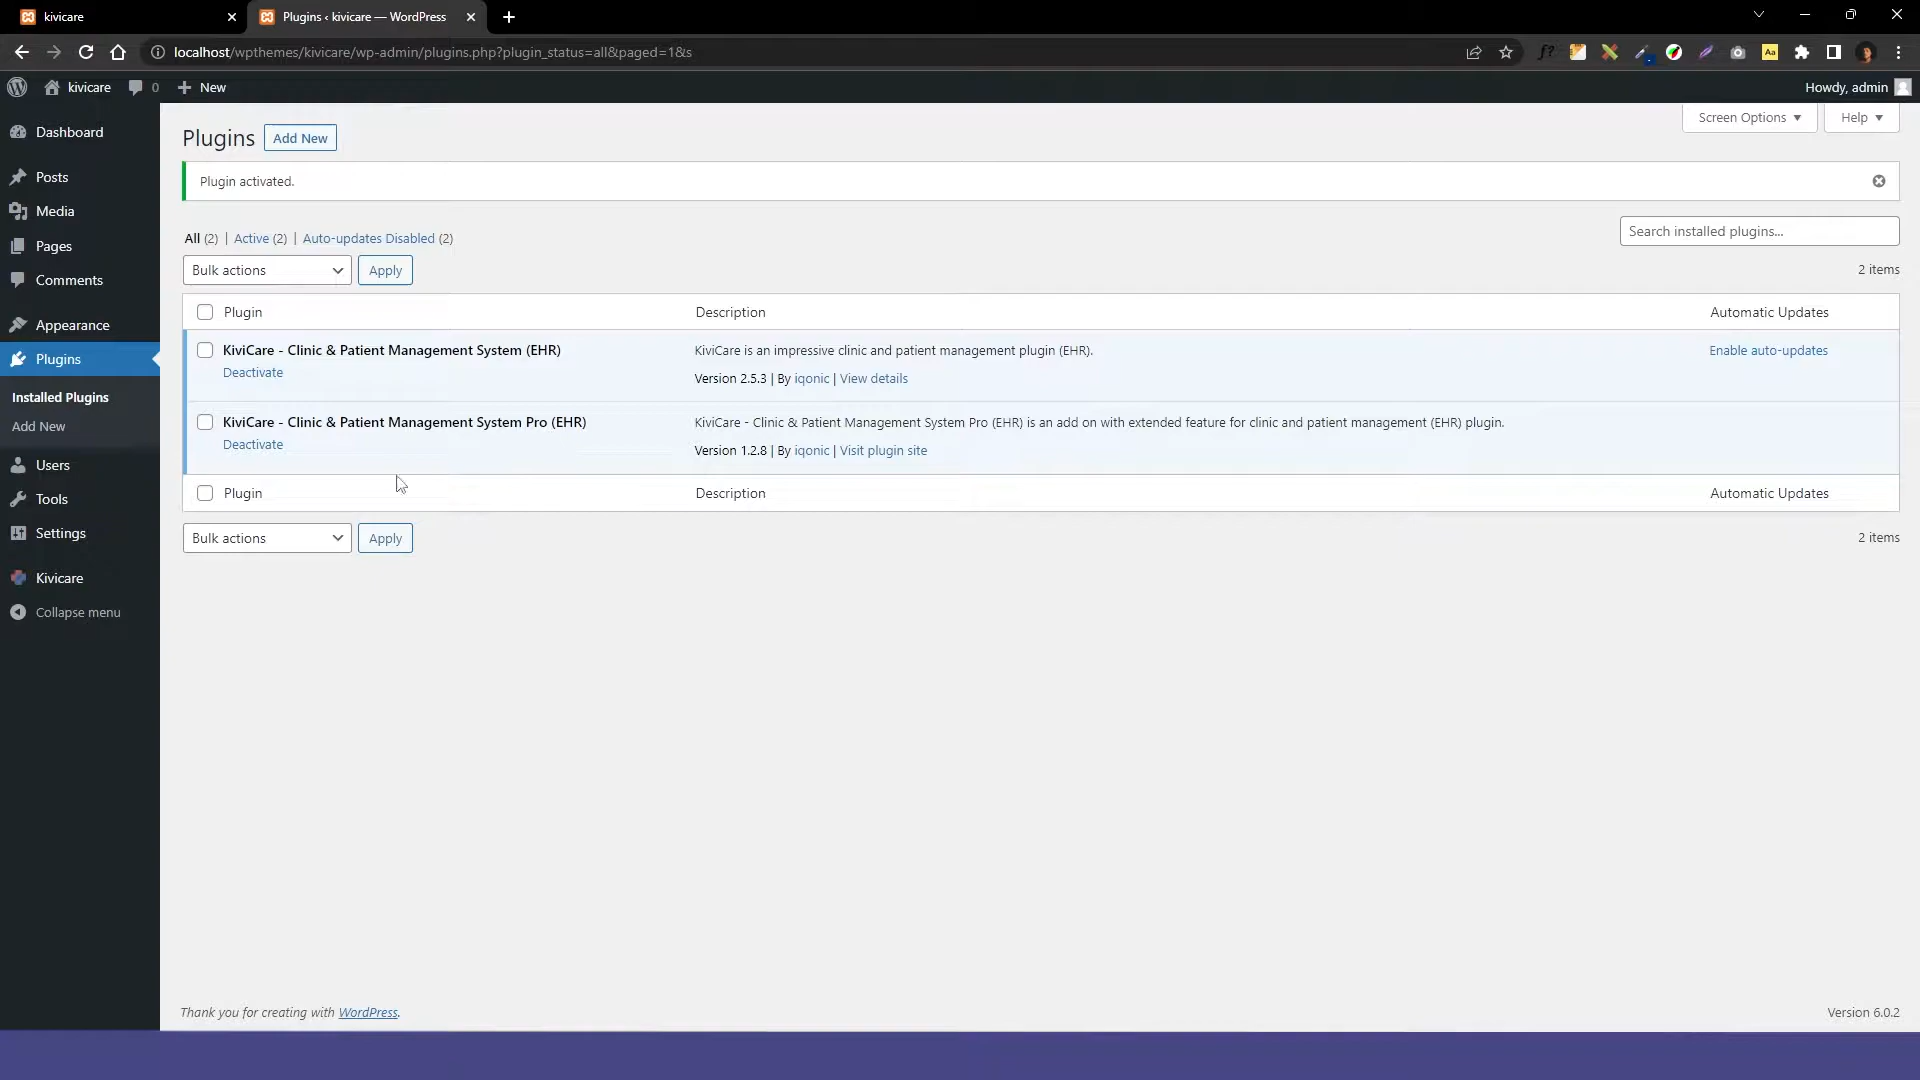 kivicare
Plugins ‹ kivicare — WordPress
localhost/wpthemes/kivicare/wp-admin/plugins.php?plugin_status=all&paged=1&s
f?
Aa
kivicare
0
New
Howdy, admin
Screen Options
Help
Dashboard
Posts
Media
Pages
Comments
Appearance
Plugins
Installed Plugins
Add New
Users
Tools
Settings
Kivicare
Collapse menu
Plugins Add New
Plugin activated.
All (2) | Active (2) | Auto-updates Disabled (2)
Search installed plugins...
Bulk actions Apply
2 items
Plugin Description Automatic Updates
KiviCare - Clinic & Patient Management System (EHR)
Deactivate
KiviCare is an impressive clinic and patient management plugin (EHR).
Version 2.5.3 | By iqonic | View details
Enable auto-updates
KiviCare - Clinic & Patient Management System Pro (EHR)
Deactivate
KiviCare - Clinic & Patient Management System Pro (EHR) is an add on with extended feature for clinic and patient management (EHR) plugin.
Version 1.2.8 | By iqonic | Visit plugin site
Plugin Description Automatic Updates
Bulk actions Apply
2 items
Thank you for creating with WordPress.
Version 6.0.2